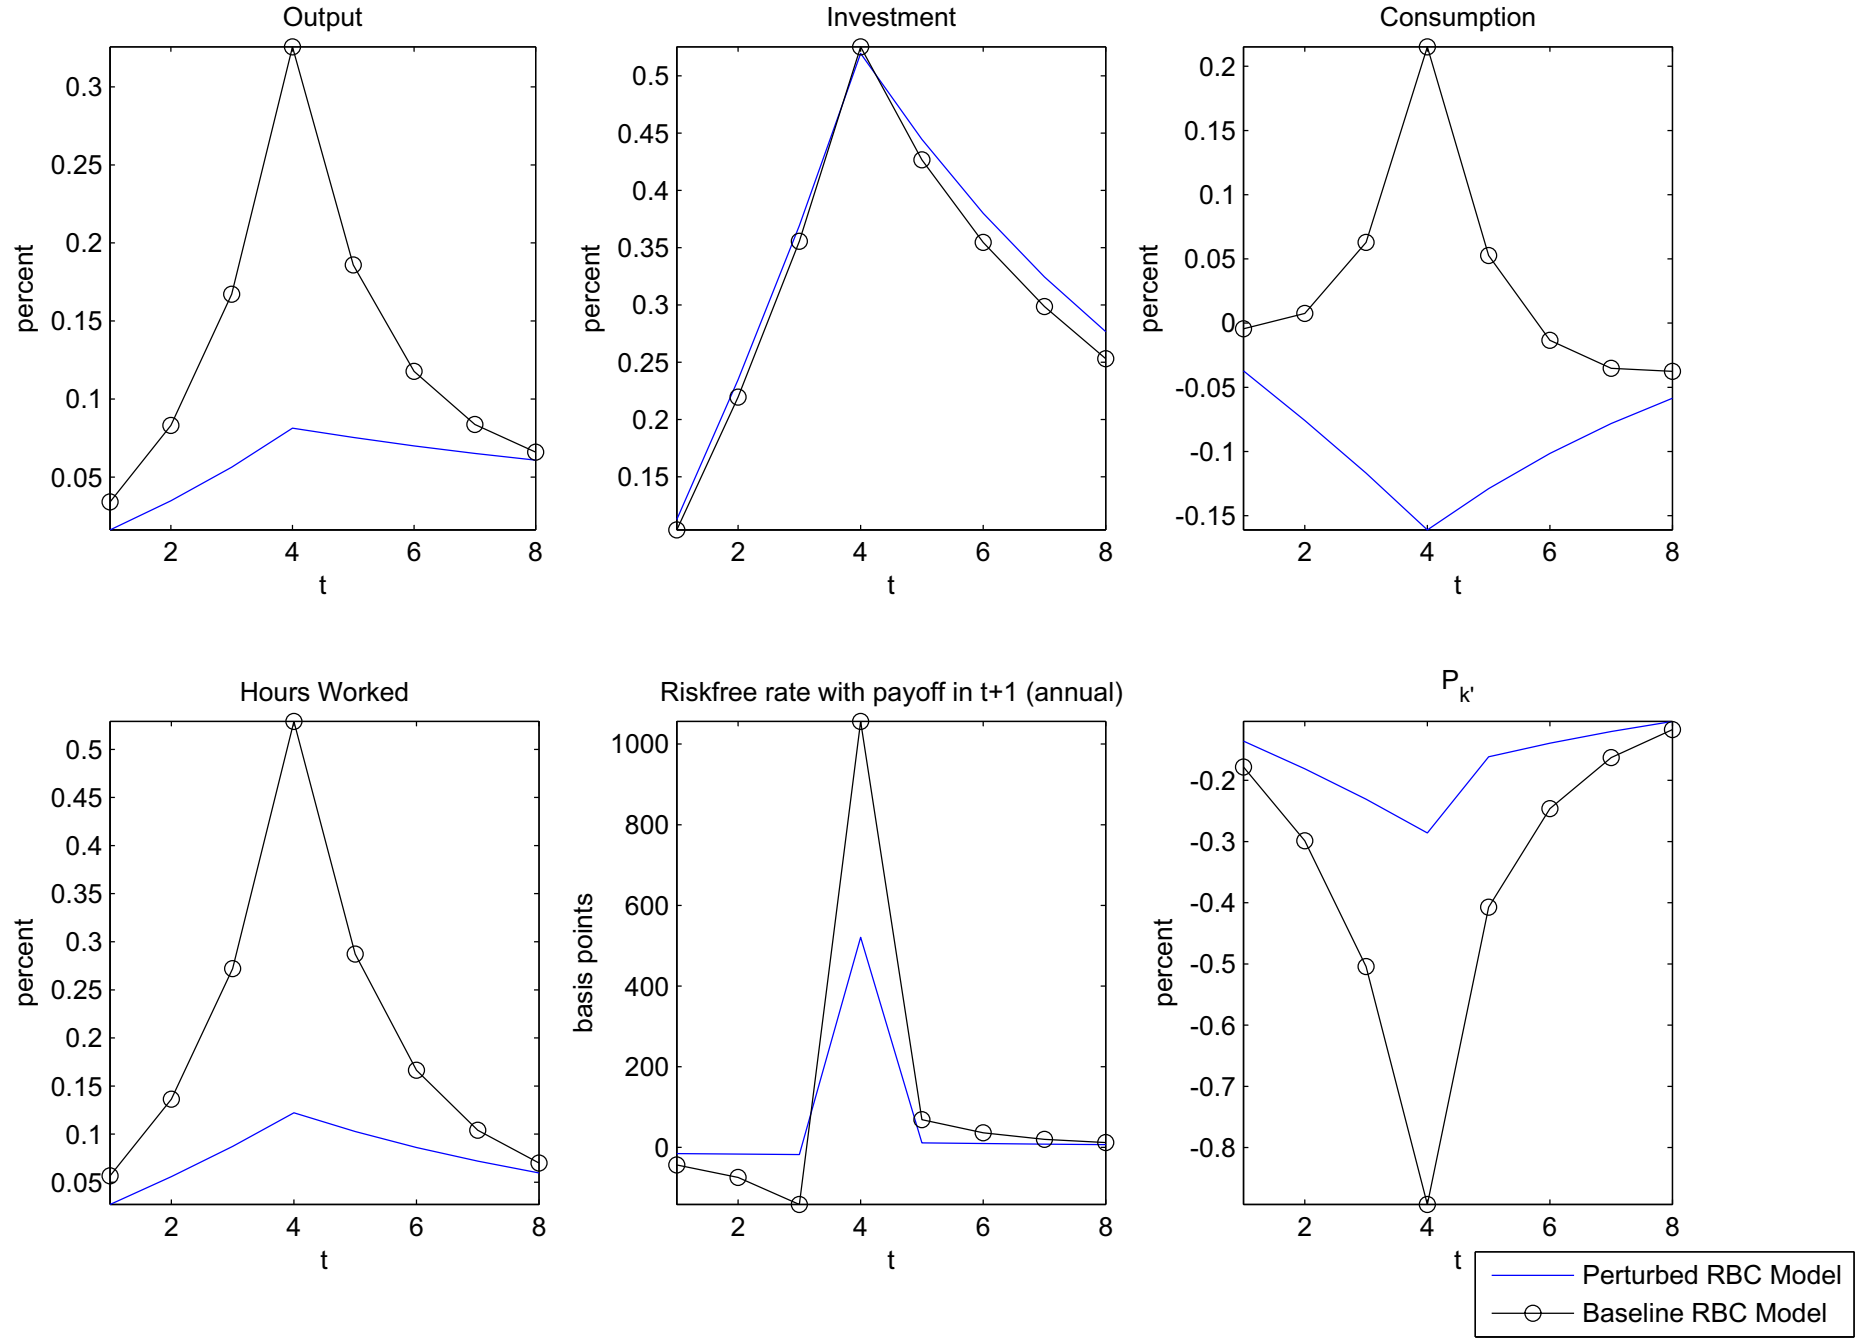 Output
percent
0.3
0.25
0.2
0.15
0.1
0.05
2 4 6 8
t
Investment
percent
0.5
0.45
0.4
0.35
0.3
0.25
0.2
0.15
2 4 6 8
t
Consumption
percent
0.2
0.15
0.1
0.05
0
-0.05
-0.1
-0.15
2 4 6 8
t
Hours Worked
percent
0.5
0.45
0.4
0.35
0.3
0.25
0.2
0.15
0.1
0.05
2 4 6 8
t
Riskfree rate with payoff in t+1 (annual)
basis points
1000
800
600
400
200
0
2 4 6 8
t
P_k'
percent
-0.2
-0.3
-0.4
-0.5
-0.6
-0.7
-0.8
2 4 6 8
t
Perturbed RBC Model
Baseline RBC Model